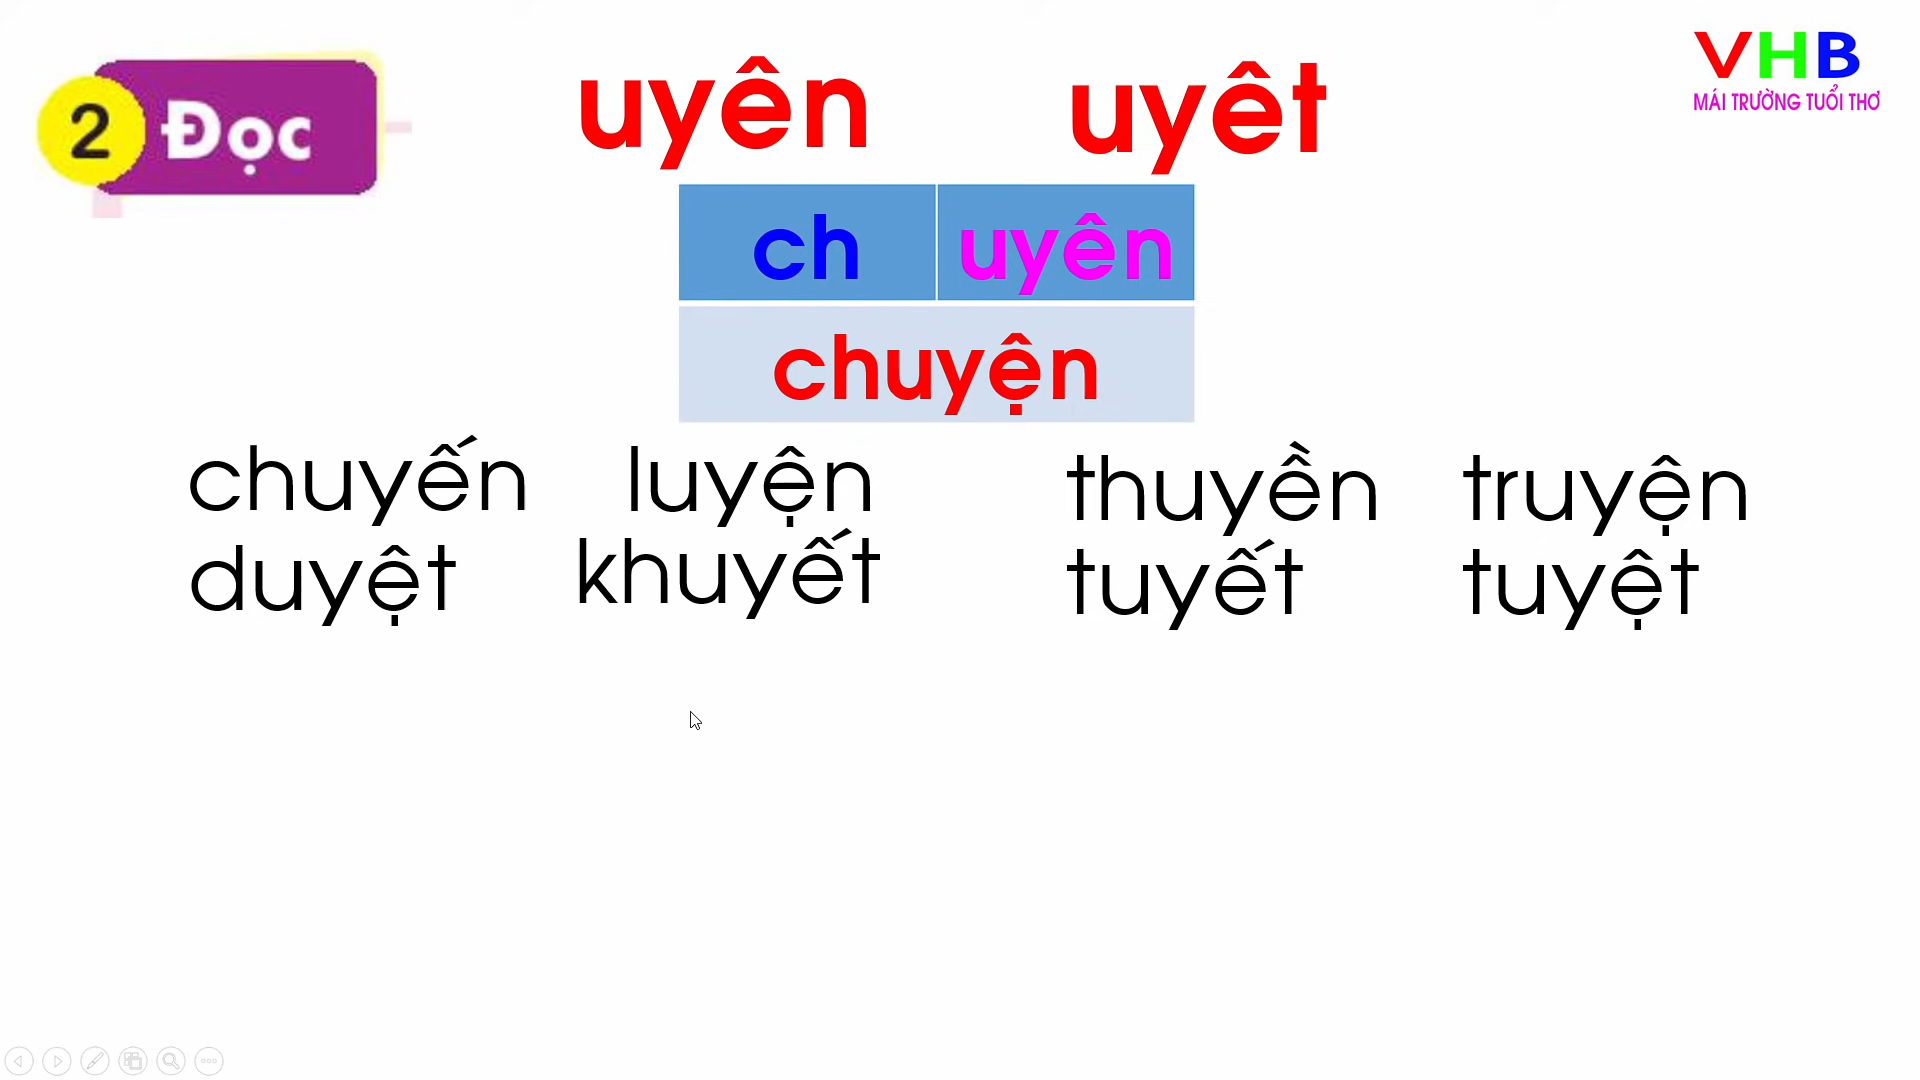 2 Đọc
uyên uyêt
VHB
MÁI TRƯỜNG TUỔI THƠ
ch uyên
chuyện
chuyến luyện thuyền truyện
duyệt khuyết tuyết tuyệt